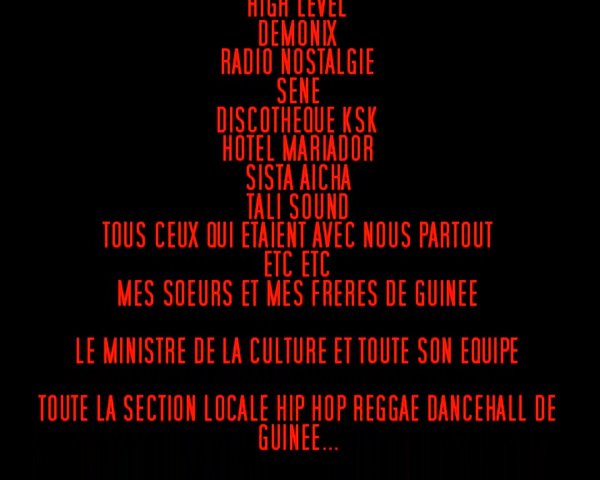 HIGH LEVEL
DEMONIX
RADIO NOSTALGIE
SENE
DISCOTHEQUE KSK
HOTEL MARIADOR
SISTA AICHA
TALI SOUND
TOUS CEUX QUI ETAIENT AVEC NOUS PARTOUT
ETC ETC
MES SOEURS ET MES FRERES DE GUINEE
LE MINISTRE DE LA CULTURE ET TOUTE SON EQUIPE
TOUTE LA SECTION LOCALE HIP HOP REGGAE DANCEHALL DE
GUINEE...